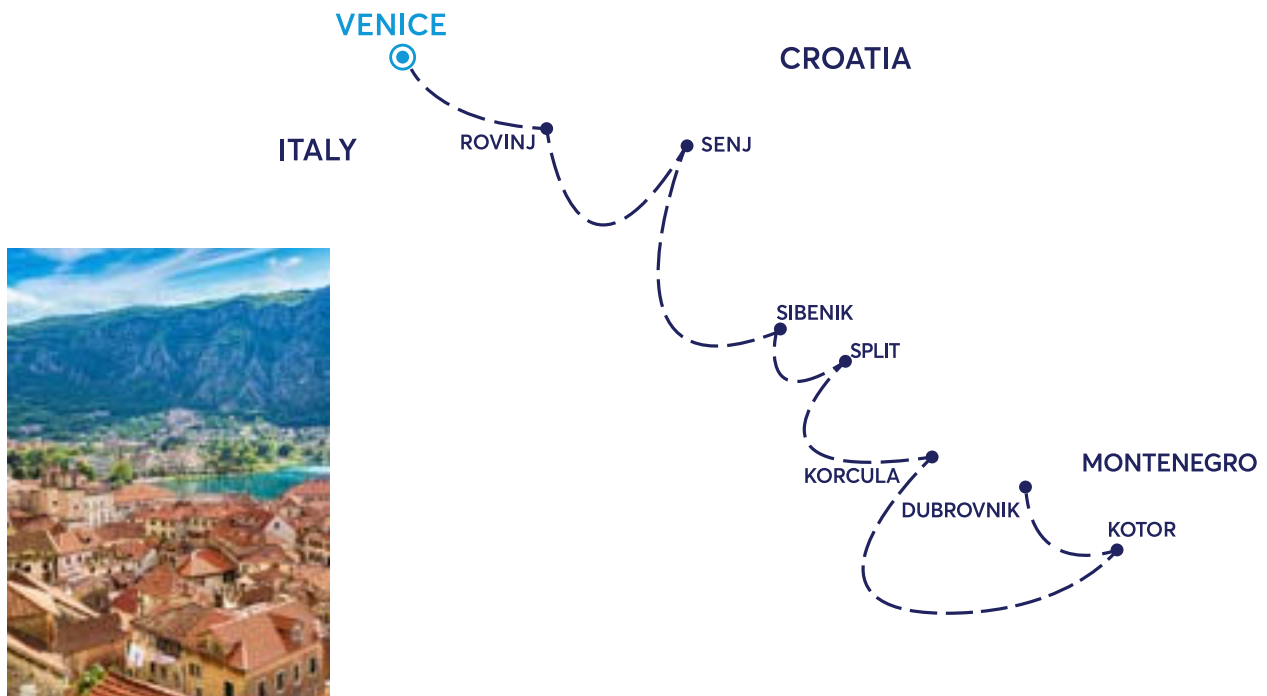 VENICE
CROATIA
ITALY
ROVINJ
SENJ
SIBENIK
SPLIT
KORCULA
MONTENEGRO
DUBROVNIK
KOTOR